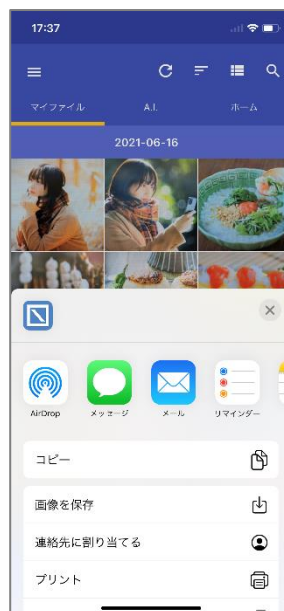 17:37
マイファイル A.I. ホーム
2021-06-16
AirDrop メッセージ メール リマインダー
コピー
画像を保存
連絡先に割り当てる
プリント